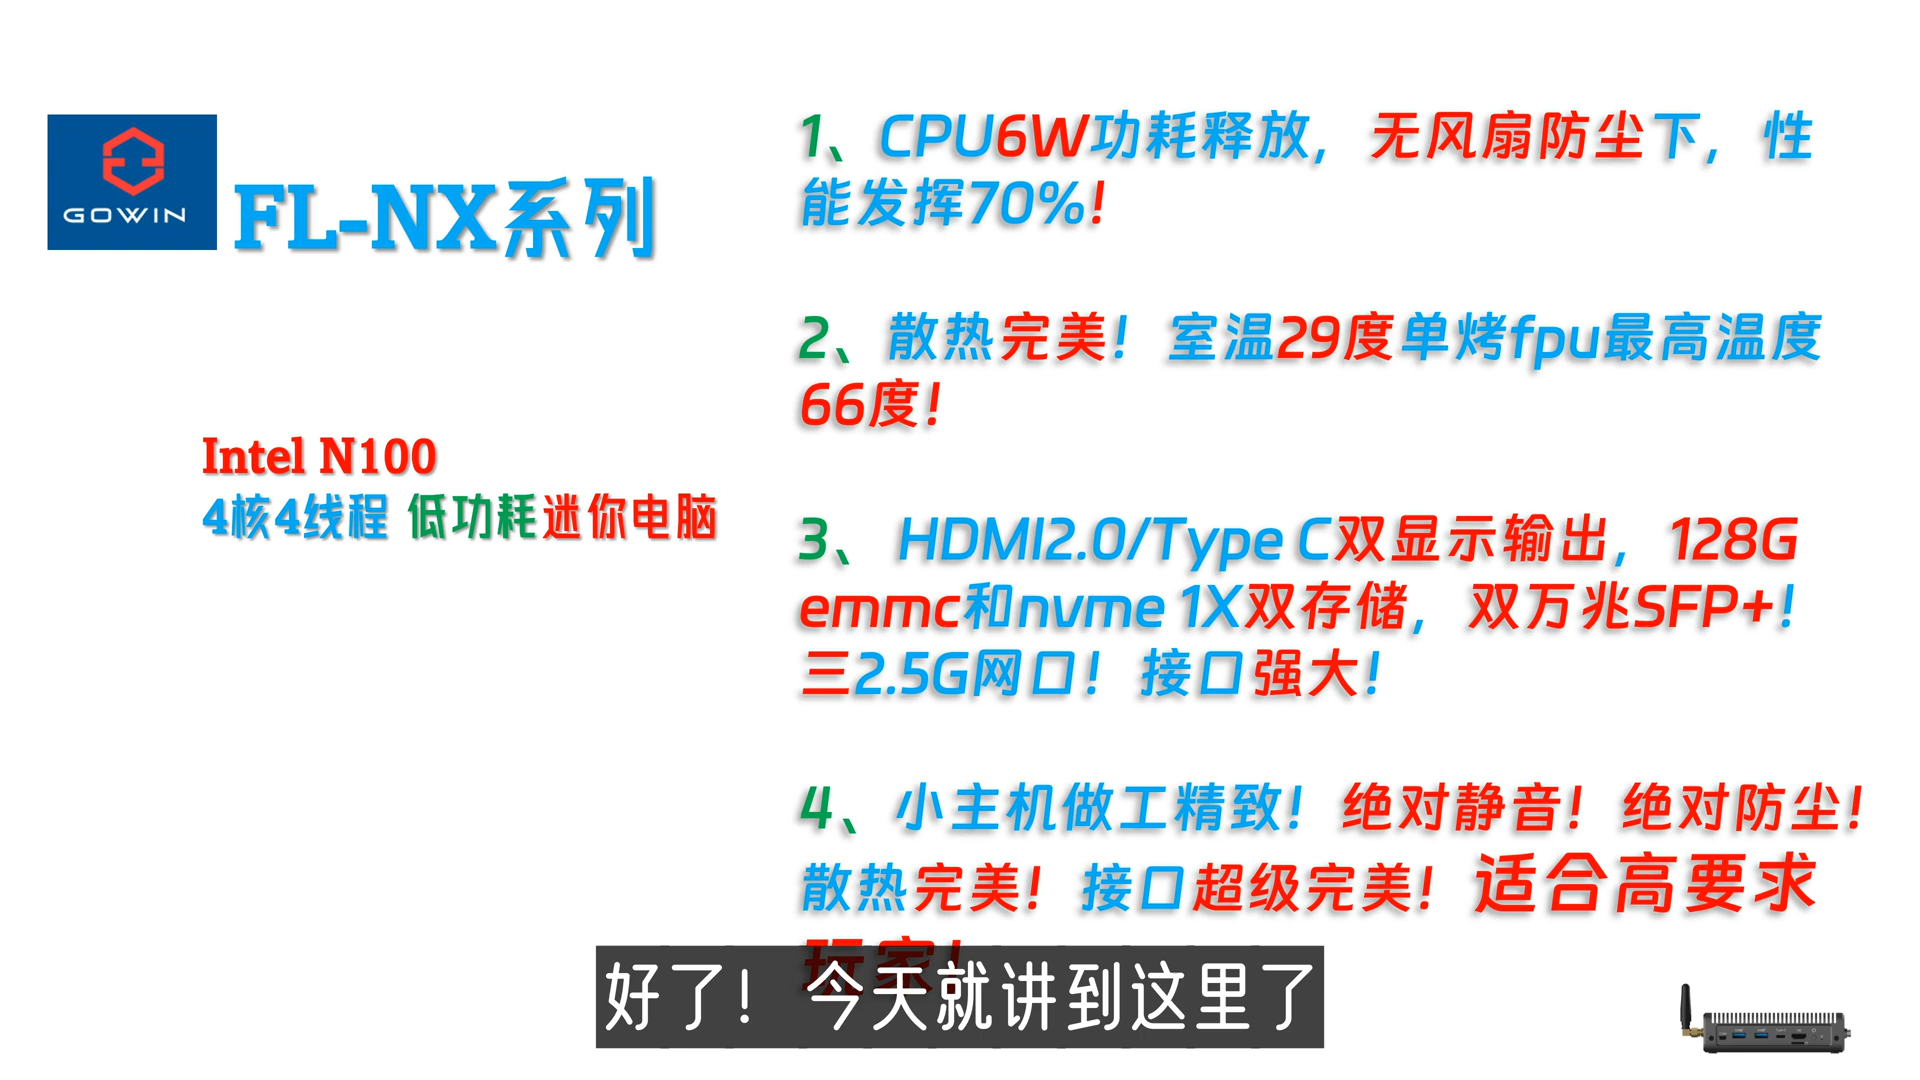 GOWIN
FL-NX系列
Intel N100
4核4线程 低功耗迷你电脑
1、CPU6W功耗释放，无风扇防尘下，性
能发挥70%！
2、散热完美！室温29度单烤fpu最高温度
66度！
3、 HDMI2.0/Type C双显示输出，128G
emmc和nvme 1X双存储，双万兆SFP+！
三2.5G网口！接口强大！
4、小主机做工精致！绝对静音！绝对防尘！
散热完美！接口超级完美！适合高要求
玩家！
好了！今天就讲到这里了